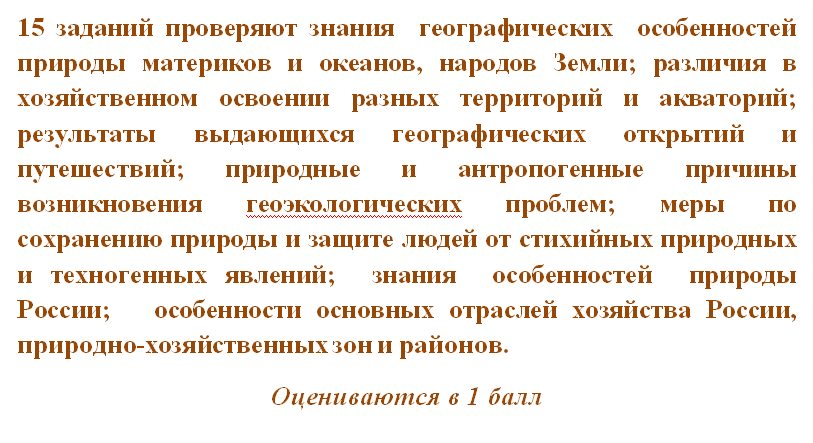 15 заданий проверяют знания географических особенностей
природы материков и океанов, народов Земли; различия в
хозяйственном освоении разных территорий и акваторий;
результаты выдающихся географических открытий и
путешествий; природные и антропогенные причины
возникновения геоэкологических проблем; меры по
сохранению природы и защите людей от стихийных природных
и техногенных явлений; знания особенностей природы
России; особенности основных отраслей хозяйства России,
природно-хозяйственных зон и районов.
Оцениваются в 1 балл